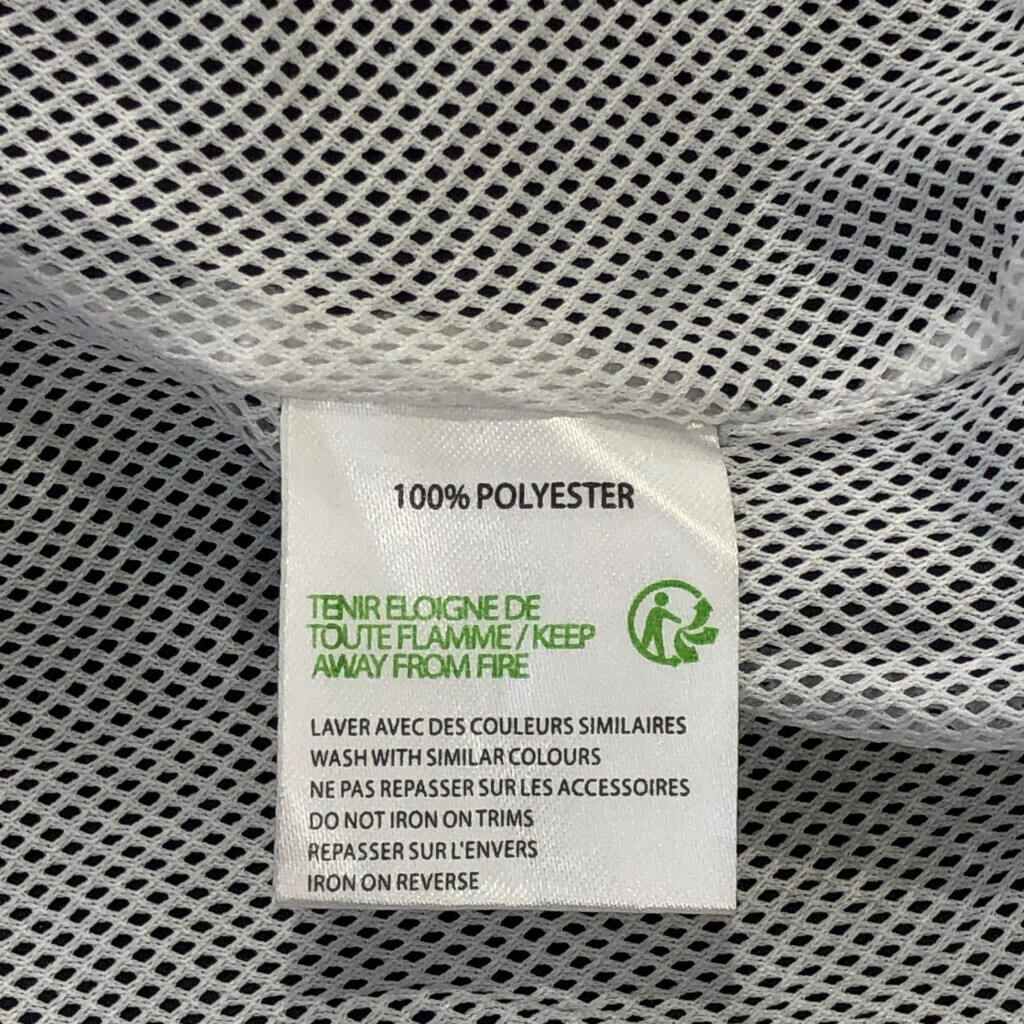 100% POLYESTER
TENIR ELOIGNE DE
TOUTE FLAMME / KEEP
AWAY FROM FIRE
LAVER AVEC DES COULEURS SIMILAIRES
WASH WITH SIMILAR COLOURS
NE PAS REPASSER SUR LES ACCESSOIRES
DO NOT IRON ON TRIMS
REPASSER SUR L'ENVERS
IRON ON REVERSE